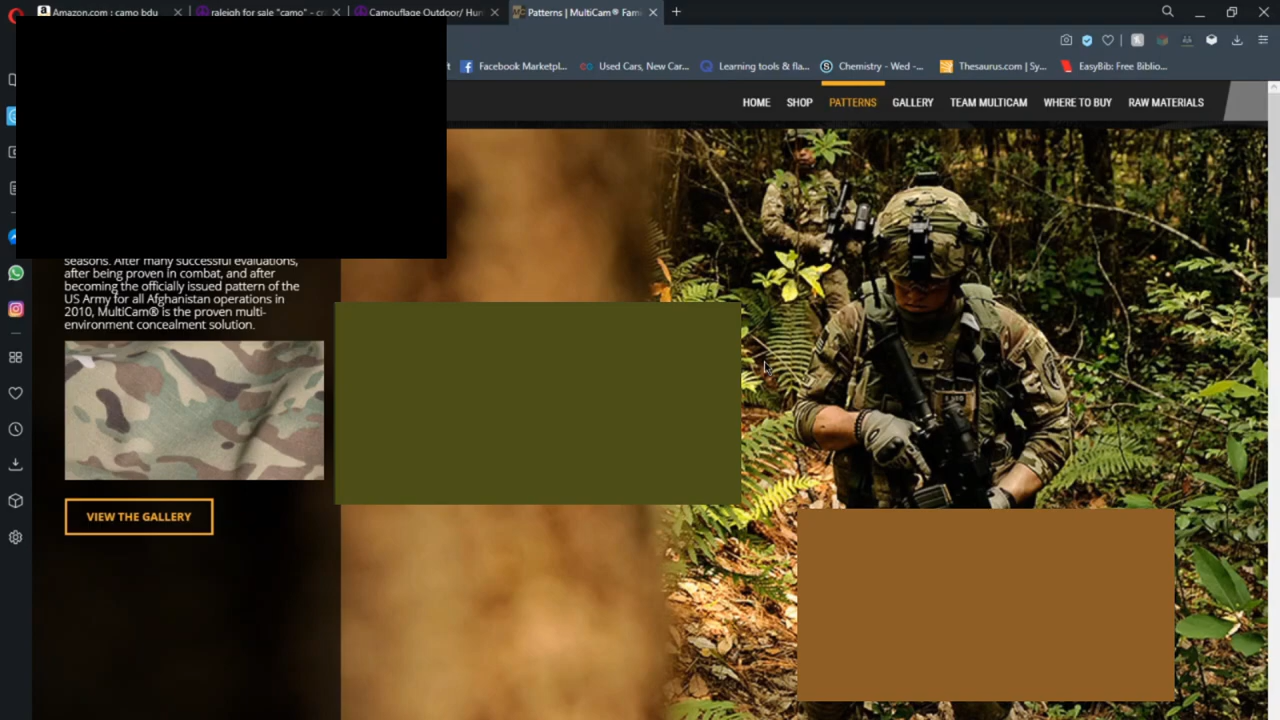 Amazon.com : camo bdu
raleigh for sale "camo" - c
Camouflage Outdoor/ Hu
Patterns | MultiCam® Fam
Facebook Marketpl...
Used Cars, New Car...
Learning tools & fla...
Chemistry - Wed -...
Thesaurus.com | Sy...
EasyBib: Free Biblio...
HOME
SHOP
PATTERNS
GALLERY
TEAM MULTICAM
WHERE TO BUY
RAW MATERIALS
seasons. After many successful evaluations,
after being proven in combat, and after
becoming the officially issued pattern of the
US Army for all Afghanistan operations in
2010, MultiCam® is the proven multi-
environment concealment solution.
VIEW THE GALLERY